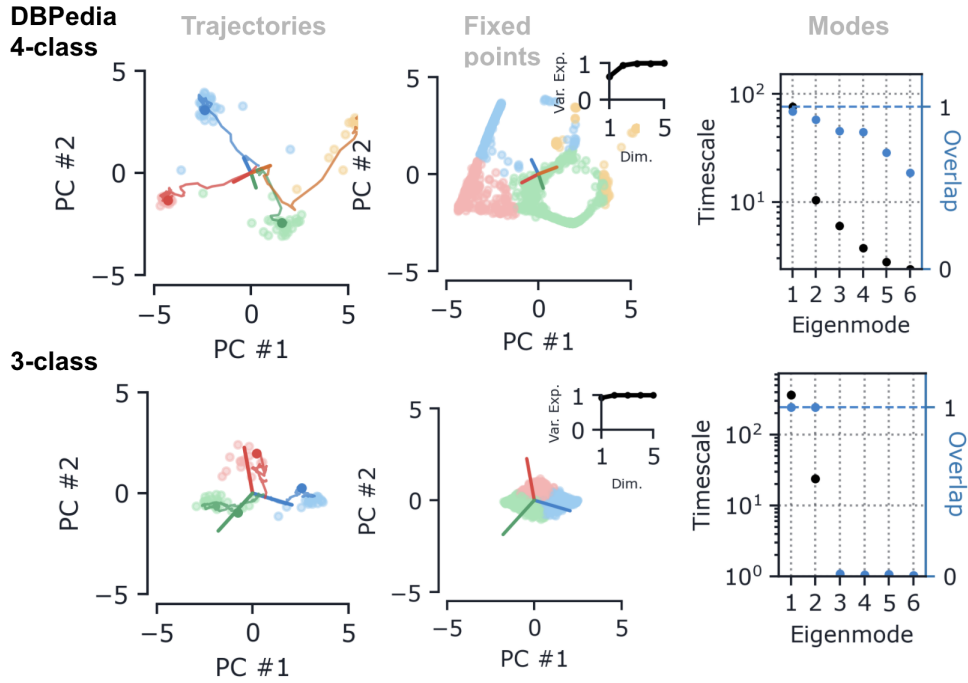 DBPedia
4-class
Trajectories
Fixed
points
Modes
5
0
−5
PC #2
−5
0
5
PC #1
5
0
−5
PC #2
−5
0
5
PC #1
Var. Exp.
1
0
1
5
Dim.
Timescale
10²
10¹
1
0
Overlap
1 2 3 4 5 6
Eigenmode
3-class
5
0
−5
PC #2
−5
0
5
PC #1
5
0
−5
PC #2
−5
0
5
PC #1
Var. Exp.
1
0
1
5
Dim.
Timescale
10²
10¹
10⁰
1
0
Overlap
1 2 3 4 5 6
Eigenmode